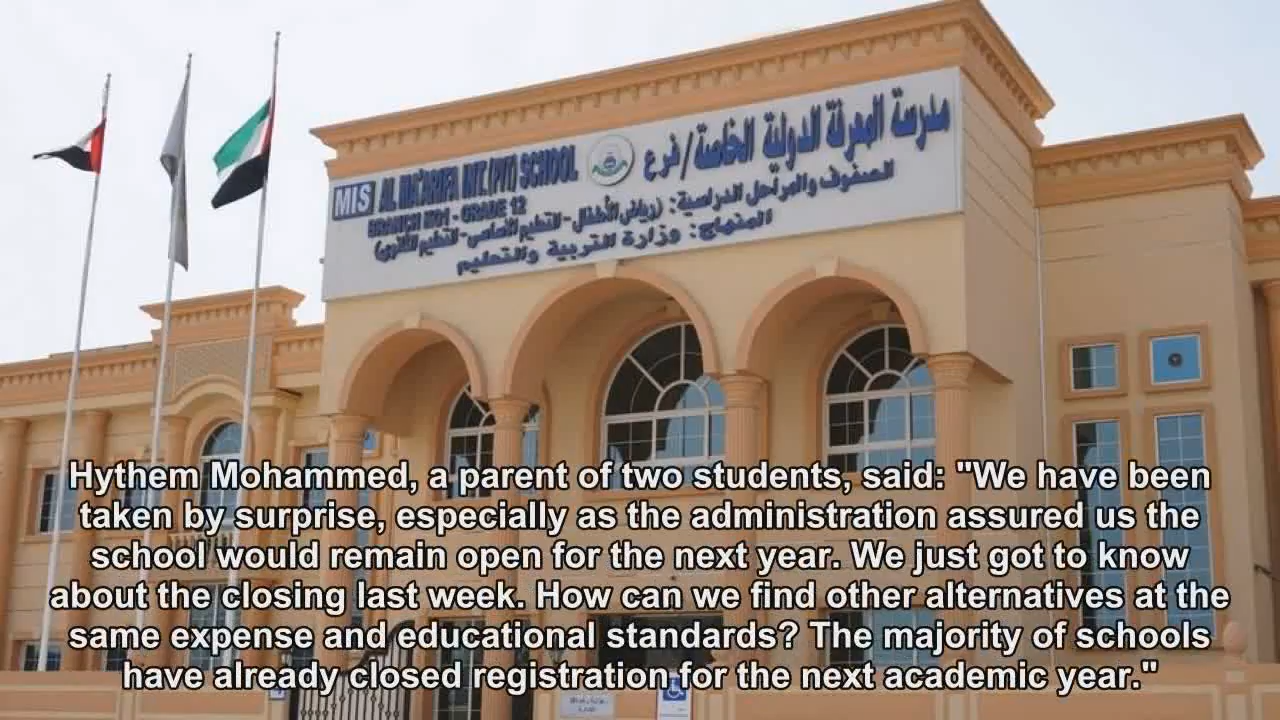 مدرسة المعرفة الدولية الخاصة/فرع
MIS AL MA'ARIFA INT.(PVT) SCHOOL
BRANCH NO1 - GRADE 12
الصفوف والمراحل الدراسية: (رياض الأطفال - التعليم الأساسي - التعليم الثانوي)
المنهاج: وزارة التربية والتعليم
Hythem Mohammed, a parent of two students, said: "We have been
taken by surprise, especially as the administration assured us the
school would remain open for the next year. We just got to know
about the closing last week. How can we find other alternatives at the
same expense and educational standards? The majority of schools
have already closed registration for the next academic year."